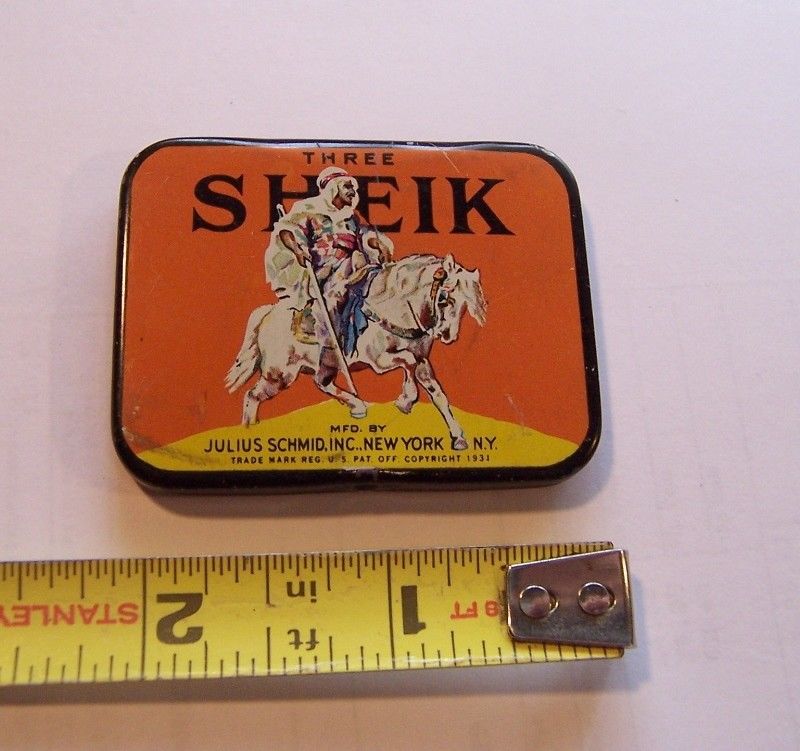 THREE
SHEIK
MFD. BY
JULIUS SCHMID, INC., NEW YORK N.Y.
TRADE MARK REG. U.S. PAT. OFF. COPYRIGHT 1931
STANLEY 2 ft in 1 9 FT